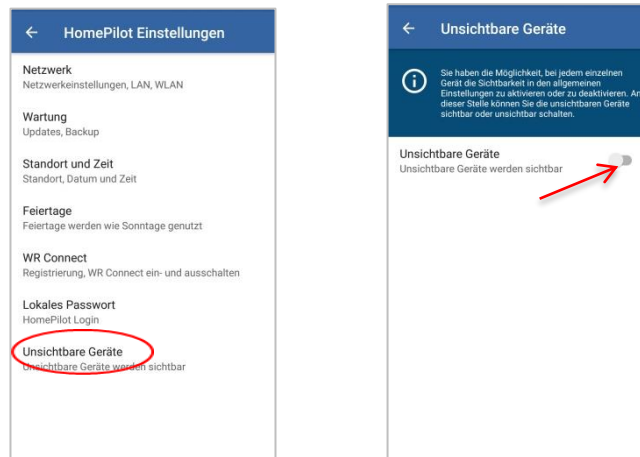 HomePilot Einstellungen
Netzwerk
Netzwerkeinstellungen, LAN, WLAN
Wartung
Updates, Backup
Standort und Zeit
Standort, Datum und Zeit
Feiertage
Feiertage werden wie Sonntage genutzt
WR Connect
Registrierung, WR Connect ein- und ausschalten
Lokales Passwort
HomePilot Login
Unsichtbare Geräte
Unsichtbare Geräte werden sichtbar
Unsichtbare Geräte
Sie haben die Möglichkeit, bei jedem einzelnen
Gerät die Sichtbarkeit in den allgemeinen
Einstellungen zu aktivieren oder zu deaktivieren. An
dieser Stelle können Sie die unsichtbaren Geräte
sichtbar oder unsichtbar schalten.
Unsichtbare Geräte
Unsichtbare Geräte werden sichtbar